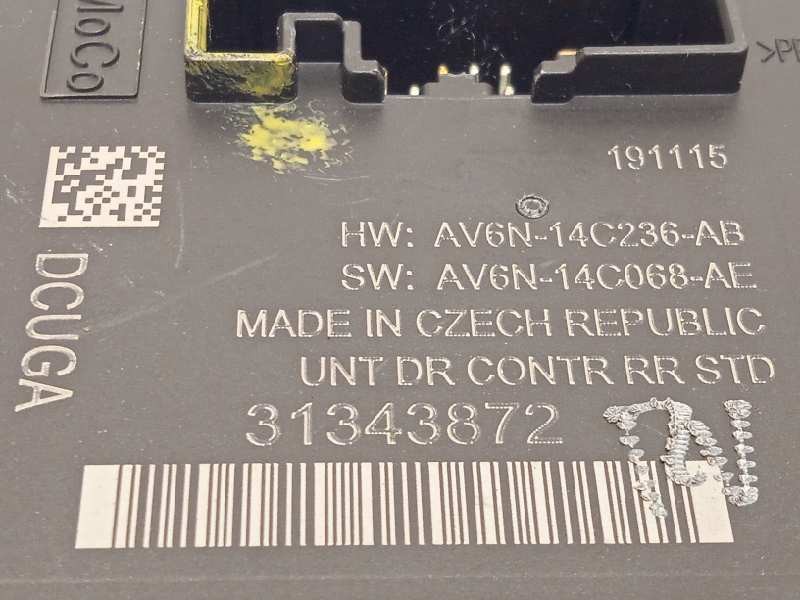 MoCo
>PB
191115
HW: AV6N-14C236-AB
SW: AV6N-14C068-AE
DCUGA
MADE IN CZECH REPUBLIC
UNT DR CONTR RR STD
31343872